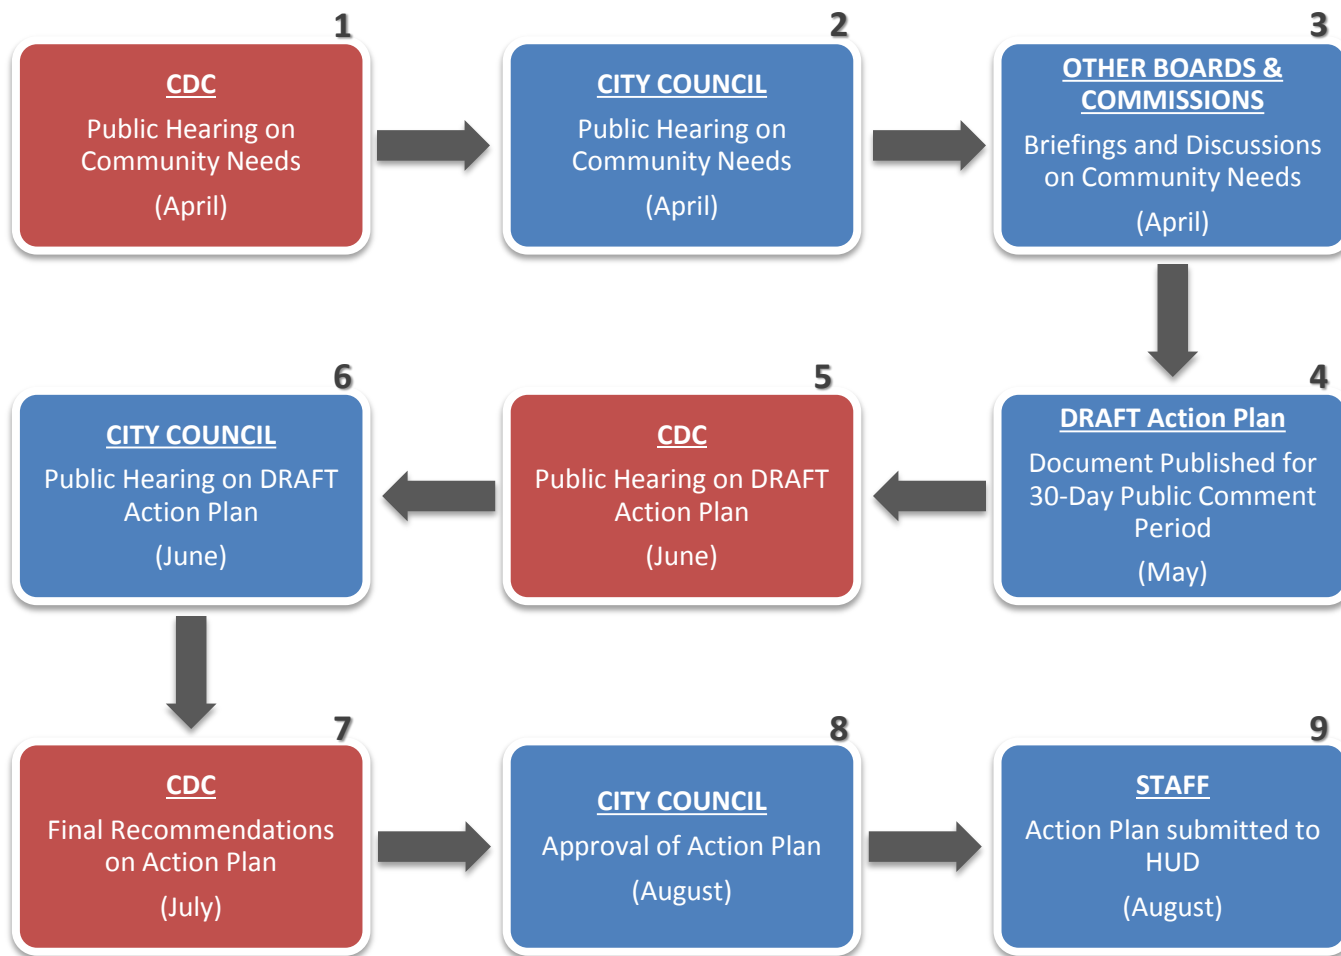 1
CDC
Public Hearing on
Community Needs
(April)
2
CITY COUNCIL
Public Hearing on
Community Needs
(April)
3
OTHER BOARDS &
COMMISSIONS
Briefings and Discussions
on Community Needs
(April)
4
DRAFT Action Plan
Document Published for
30-Day Public Comment
Period
(May)
5
CDC
Public Hearing on DRAFT
Action Plan
(June)
6
CITY COUNCIL
Public Hearing on DRAFT
Action Plan
(June)
7
CDC
Final Recommendations
on Action Plan
(July)
8
CITY COUNCIL
Approval of Action Plan
(August)
9
STAFF
Action Plan submitted to
HUD
(August)